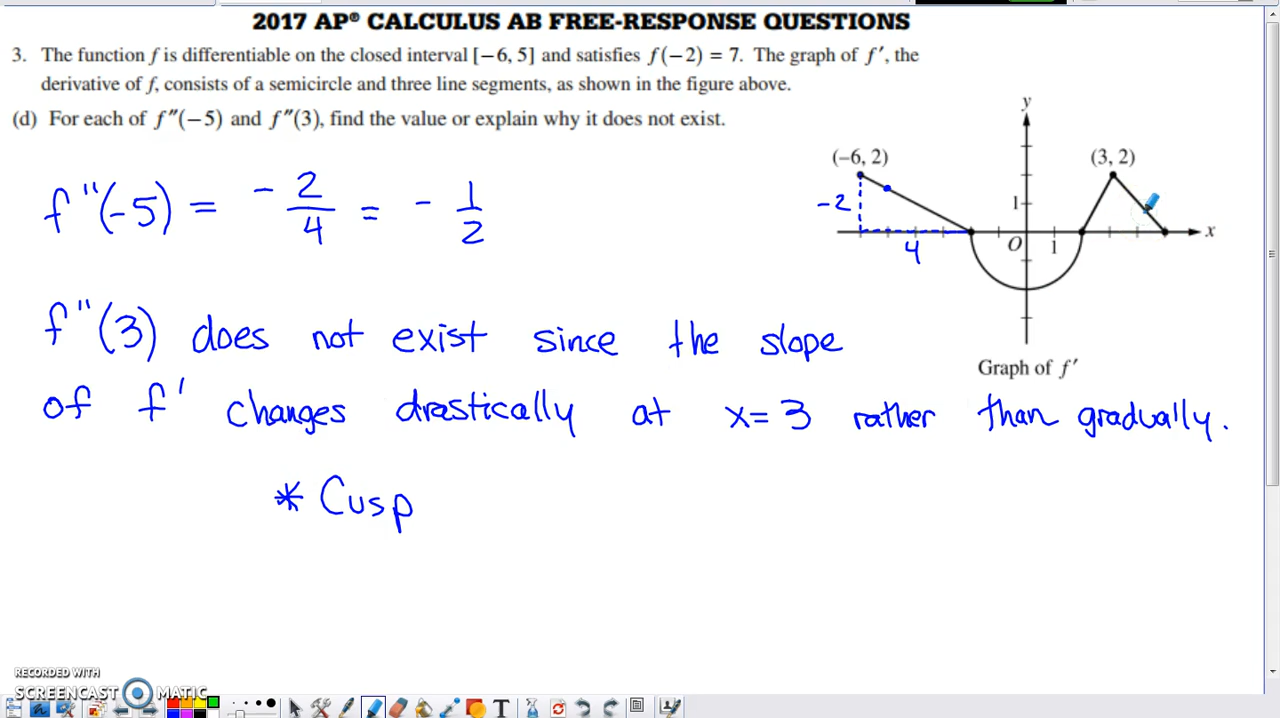 2017 AP® CALCULUS AB FREE-RESPONSE QUESTIONS
3. The function f is differentiable on the closed interval [−6, 5] and satisfies f(−2) = 7. The graph of f′, the
derivative of f, consists of a semicircle and three line segments, as shown in the figure above.
(d) For each of f″(−5) and f″(3), find the value or explain why it does not exist.
y
(−6, 2)
(3, 2)
f"(-5) = - 2/4 = - 1/2
-2
1
O
1
x
4
f"(3) does not exist since the slope
Graph of f′
of f' changes drastically at x=3 rather than gradually.
* Cusp
RECORDED WITH
SCREENCAST MATIC
T